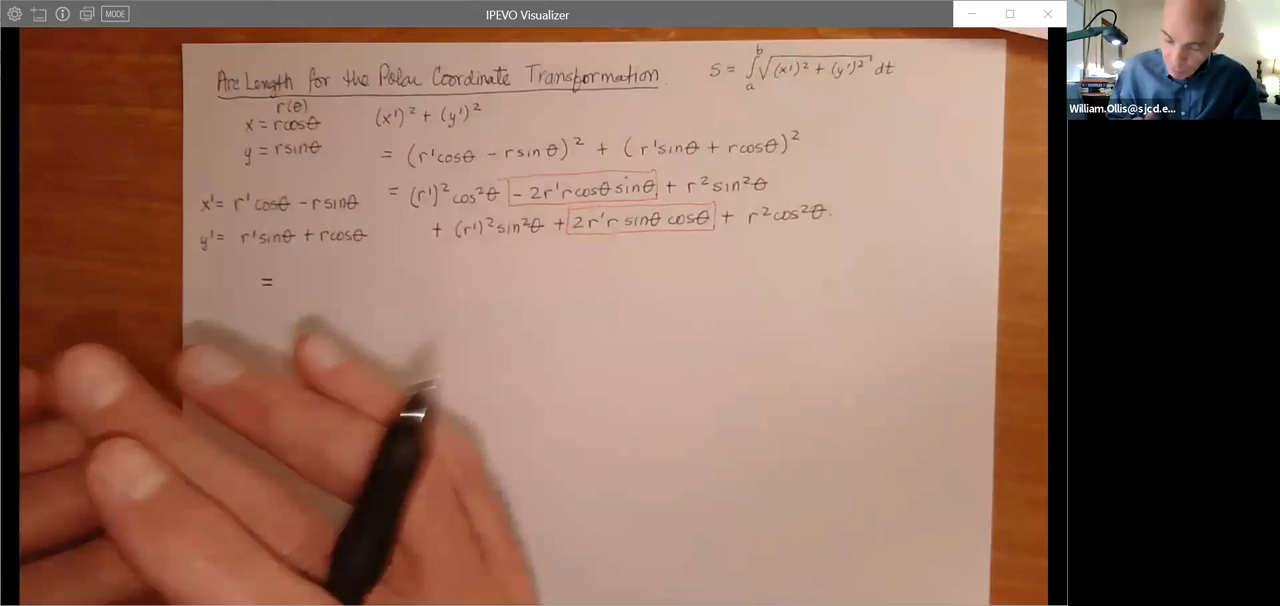 MODE
IPEVO Visualizer
Arc Length for the Polar Coordinate Transformation.
S = ∫ₐᵇ √((x')² + (y')²) dt
r(θ)
x = rcosθ
y = rsinθ
x' = r'cosθ - rsinθ
y' = r'sinθ + rcosθ
(x')² + (y')²
= (r'cosθ - rsinθ)² + (r'sinθ + rcosθ)²
= (r')²cos²θ - 2r'rcosθsinθ + r²sin²θ
+ (r')²sin²θ + 2r'r sinθ cosθ + r²cos²θ.
=
William.Ollis@sjcd.e...